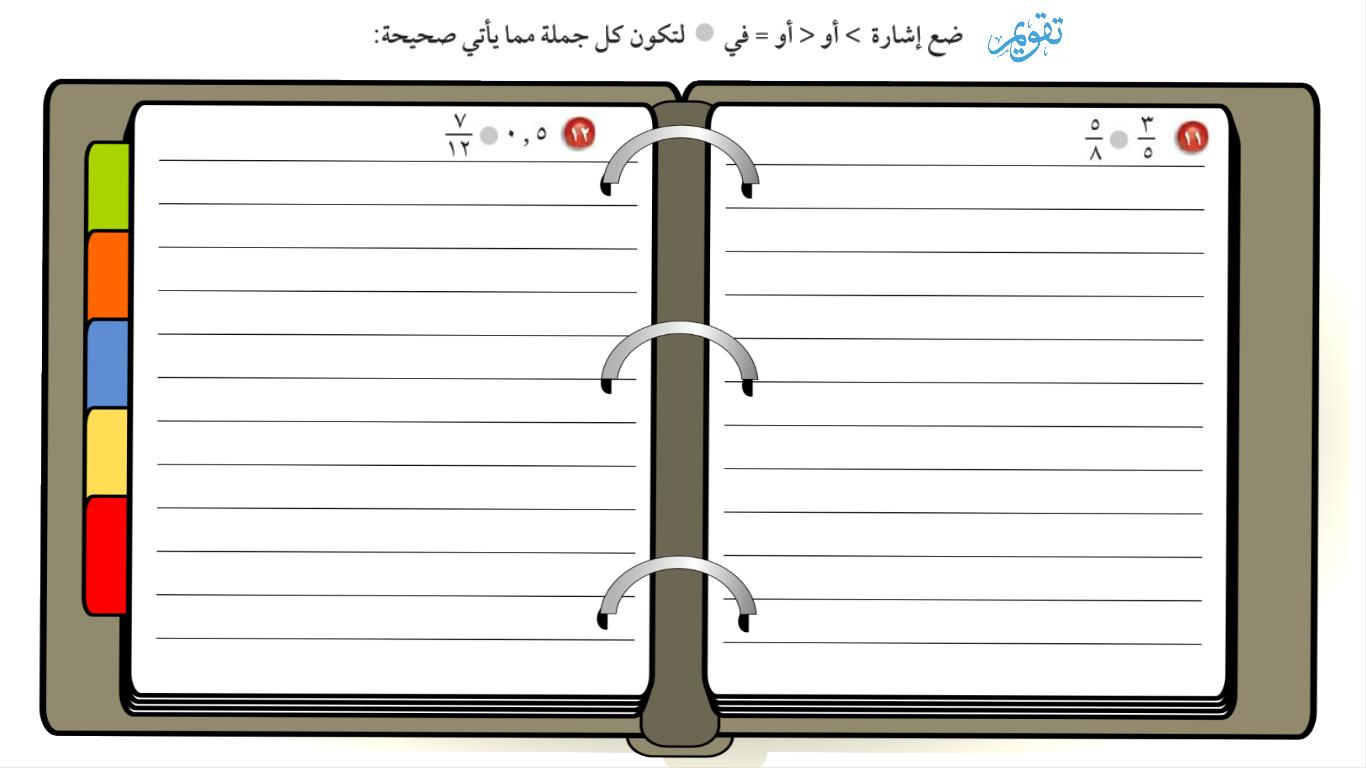 تقويم ضع إشارة > أو < أو = في ● لتكون كل جملة مما يأتي صحيحة:
١١ ٣/٥ ● ٥/٨
١٢ ٠,٥ ● ٧/١٢